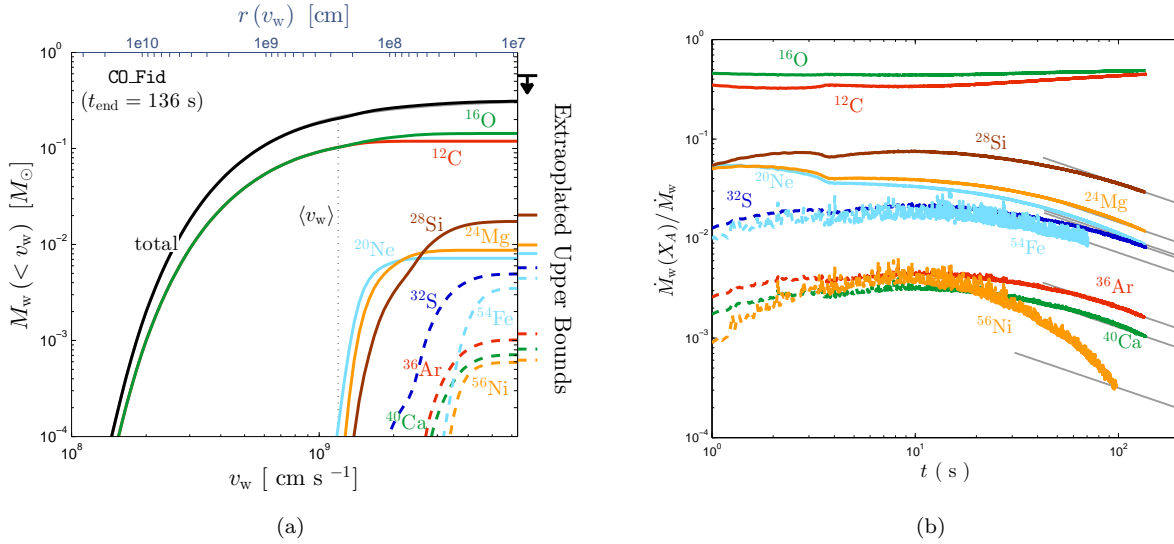 r (v_w) [cm]
1e10 1e9 1e8 1e7
10^0
10^-1
10^-2
10^-3
10^-4
M_w(< v_w) [M_⊙]
CO_Fid
(t_end = 136 s)
^16O
^12C
total
⟨v_w⟩
^28Si
^24Mg
^20Ne
^32S
^54Fe
^36Ar
^56Ni
^40Ca
Extraoplated Upper Bounds
10^8 10^9
v_w [ cm s ^-1]
(a)
10^0
10^-1
10^-2
10^-3
10^-4
Ṁ_w(X_A)/Ṁ_w
^16O
^12C
^28Si
^20Ne
^24Mg
^32S
^54Fe
^36Ar
^56Ni
^40Ca
10^0 10^1 10^2
t ( s )
(b)